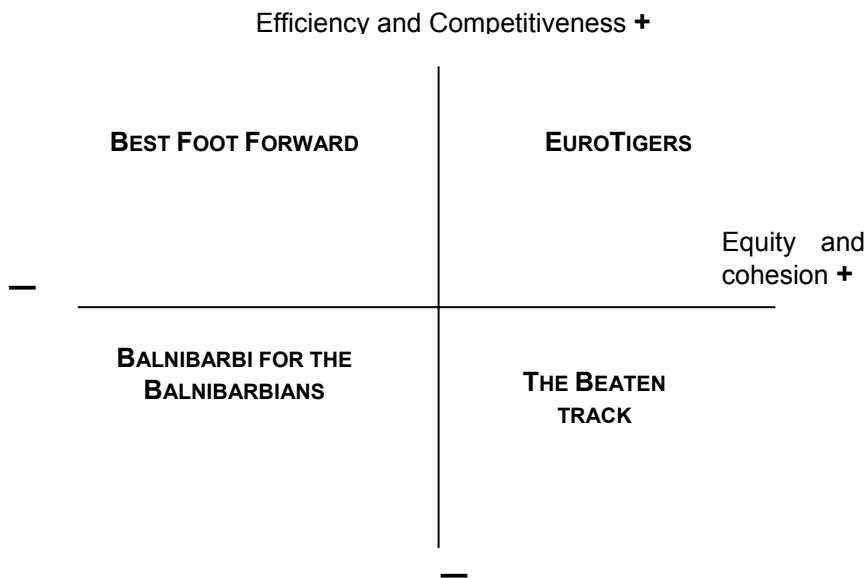 Efficiency and Competitiveness +
BEST FOOT FORWARD
EUROTIGERS
Equity and
cohesion +
–
BALNIBARBI FOR THE
BALNIBARBIANS
THE BEATEN
TRACK
–